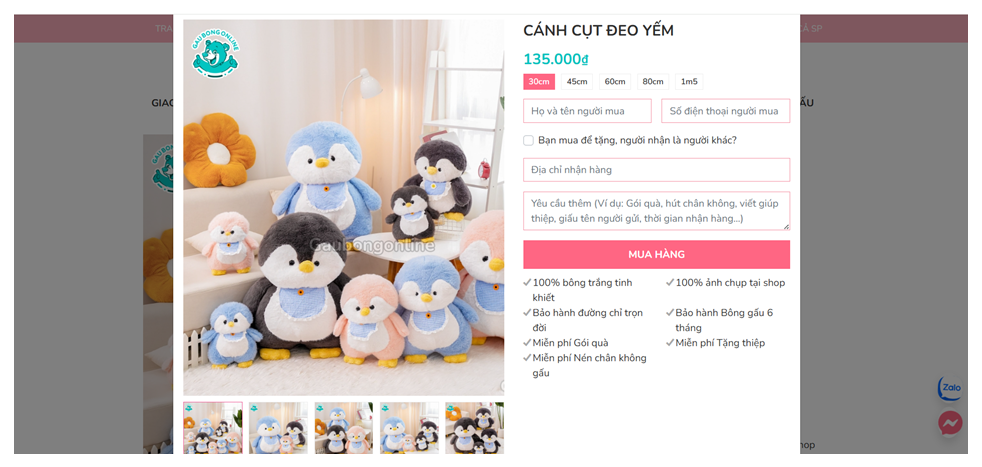 TRA
CẢ SP
GAUBONGONLINE
CÁNH CỤT ĐEO YẾM
135.000₫
30cm 45cm 60cm 80cm 1m5
GIAO
ẤU
Họ và tên người mua Số điện thoại người mua
Bạn mua để tặng, người nhận là người khác?
Địa chỉ nhận hàng
Yêu cầu thêm (Ví dụ: Gói quà, hút chân không, viết giúp
thiệp, giấu tên người gửi, thời gian nhận hàng...)
Gaubongonline
MUA HÀNG
100% bông trắng tinh
khiết
100% ảnh chụp tại shop
Bảo hành đường chỉ trọn
đời
Bảo hành Bông gấu 6
tháng
Miễn phí Gói quà
Miễn phí Tặng thiệp
Miễn phí Nén chân không
gấu
Zalo
hop